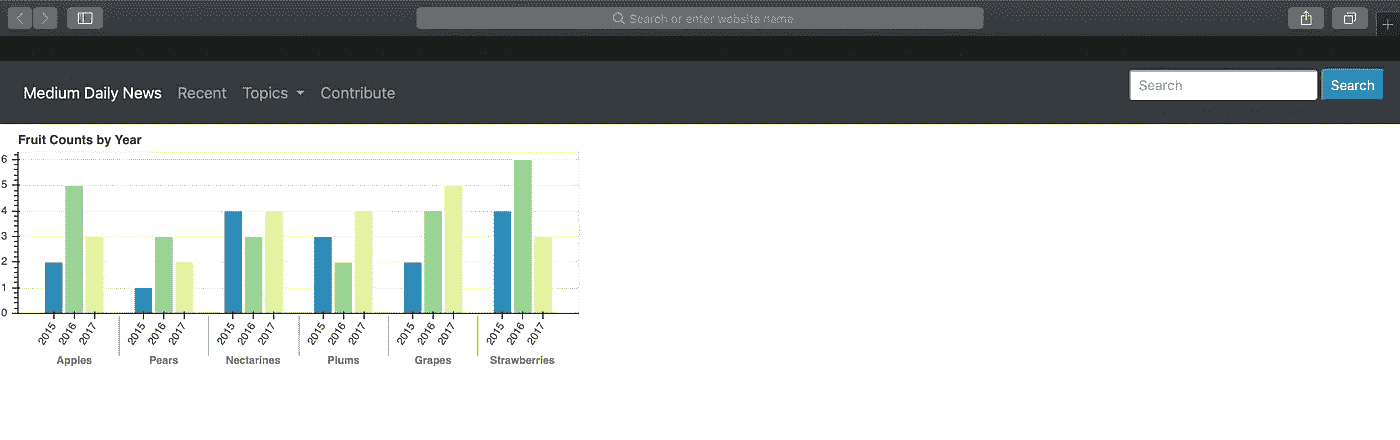 Search or enter website name
Medium Daily News Recent Topics Contribute Search Search
Fruit Counts by Year
6
5
4
3
2
1
0
2015 2016 2017 2015 2016 2017 2015 2016 2017 2015 2016 2017 2015 2016 2017 2015 2016 2017
Apples Pears Nectarines Plums Grapes Strawberries